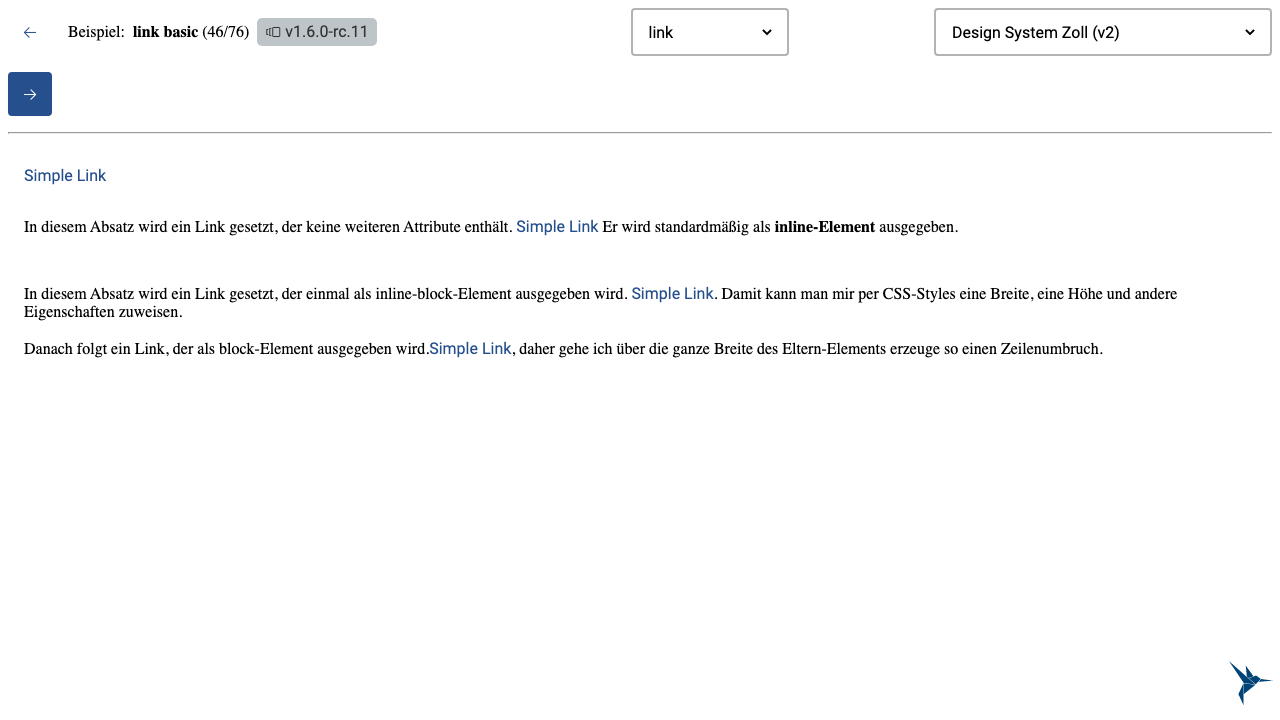 Beispiel: link basic (46/76) v1.6.0-rc.11 link Design System Zoll (v2)
Simple Link
In diesem Absatz wird ein Link gesetzt, der keine weiteren Attribute enthält. Simple Link Er wird standardmäßig als inline-Element ausgegeben.
In diesem Absatz wird ein Link gesetzt, der einmal als inline-block-Element ausgegeben wird. Simple Link. Damit kann man mir per CSS-Styles eine Breite, eine Höhe und andere
Eigenschaften zuweisen.
Danach folgt ein Link, der als block-Element ausgegeben wird.Simple Link, daher gehe ich über die ganze Breite des Eltern-Elements erzeuge so einen Zeilenumbruch.